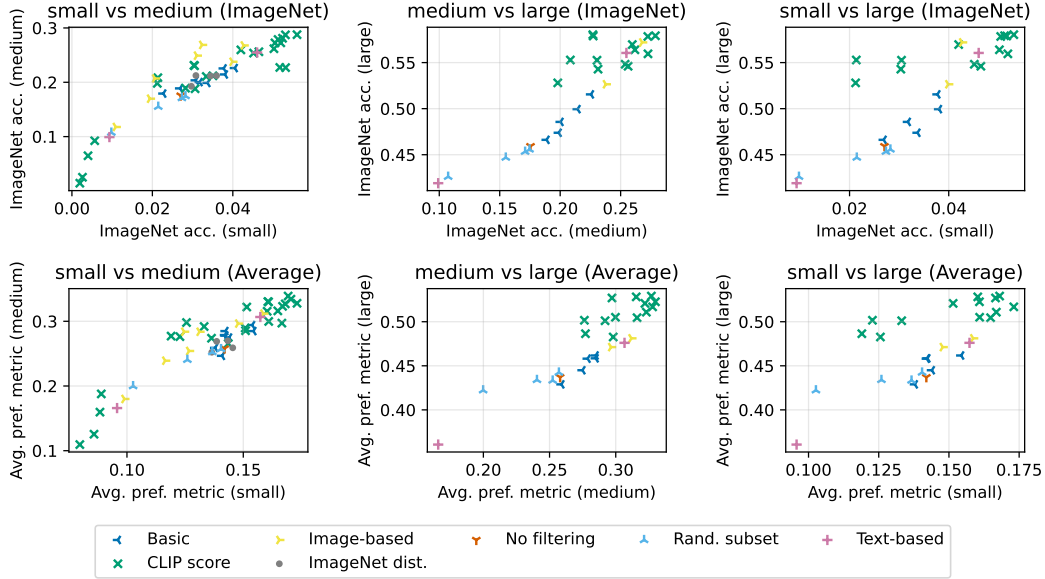 small vs medium (ImageNet)
medium vs large (ImageNet)
small vs large (ImageNet)
ImageNet acc. (medium)
0.3
0.2
0.1
0.00 0.02 0.04
ImageNet acc. (small)
ImageNet acc. (large)
0.55
0.50
0.45
0.10 0.15 0.20 0.25
ImageNet acc. (medium)
ImageNet acc. (large)
0.55
0.50
0.45
0.02 0.04
ImageNet acc. (small)
small vs medium (Average)
medium vs large (Average)
small vs large (Average)
Avg. pref. metric (medium)
0.3
0.2
0.1
0.10 0.15
Avg. pref. metric (small)
Avg. pref. metric (large)
0.50
0.45
0.40
0.20 0.25 0.30
Avg. pref. metric (medium)
Avg. pref. metric (large)
0.50
0.45
0.40
0.100 0.125 0.150 0.175
Avg. pref. metric (small)
Basic Image-based No filtering Rand. subset Text-based
CLIP score ImageNet dist.